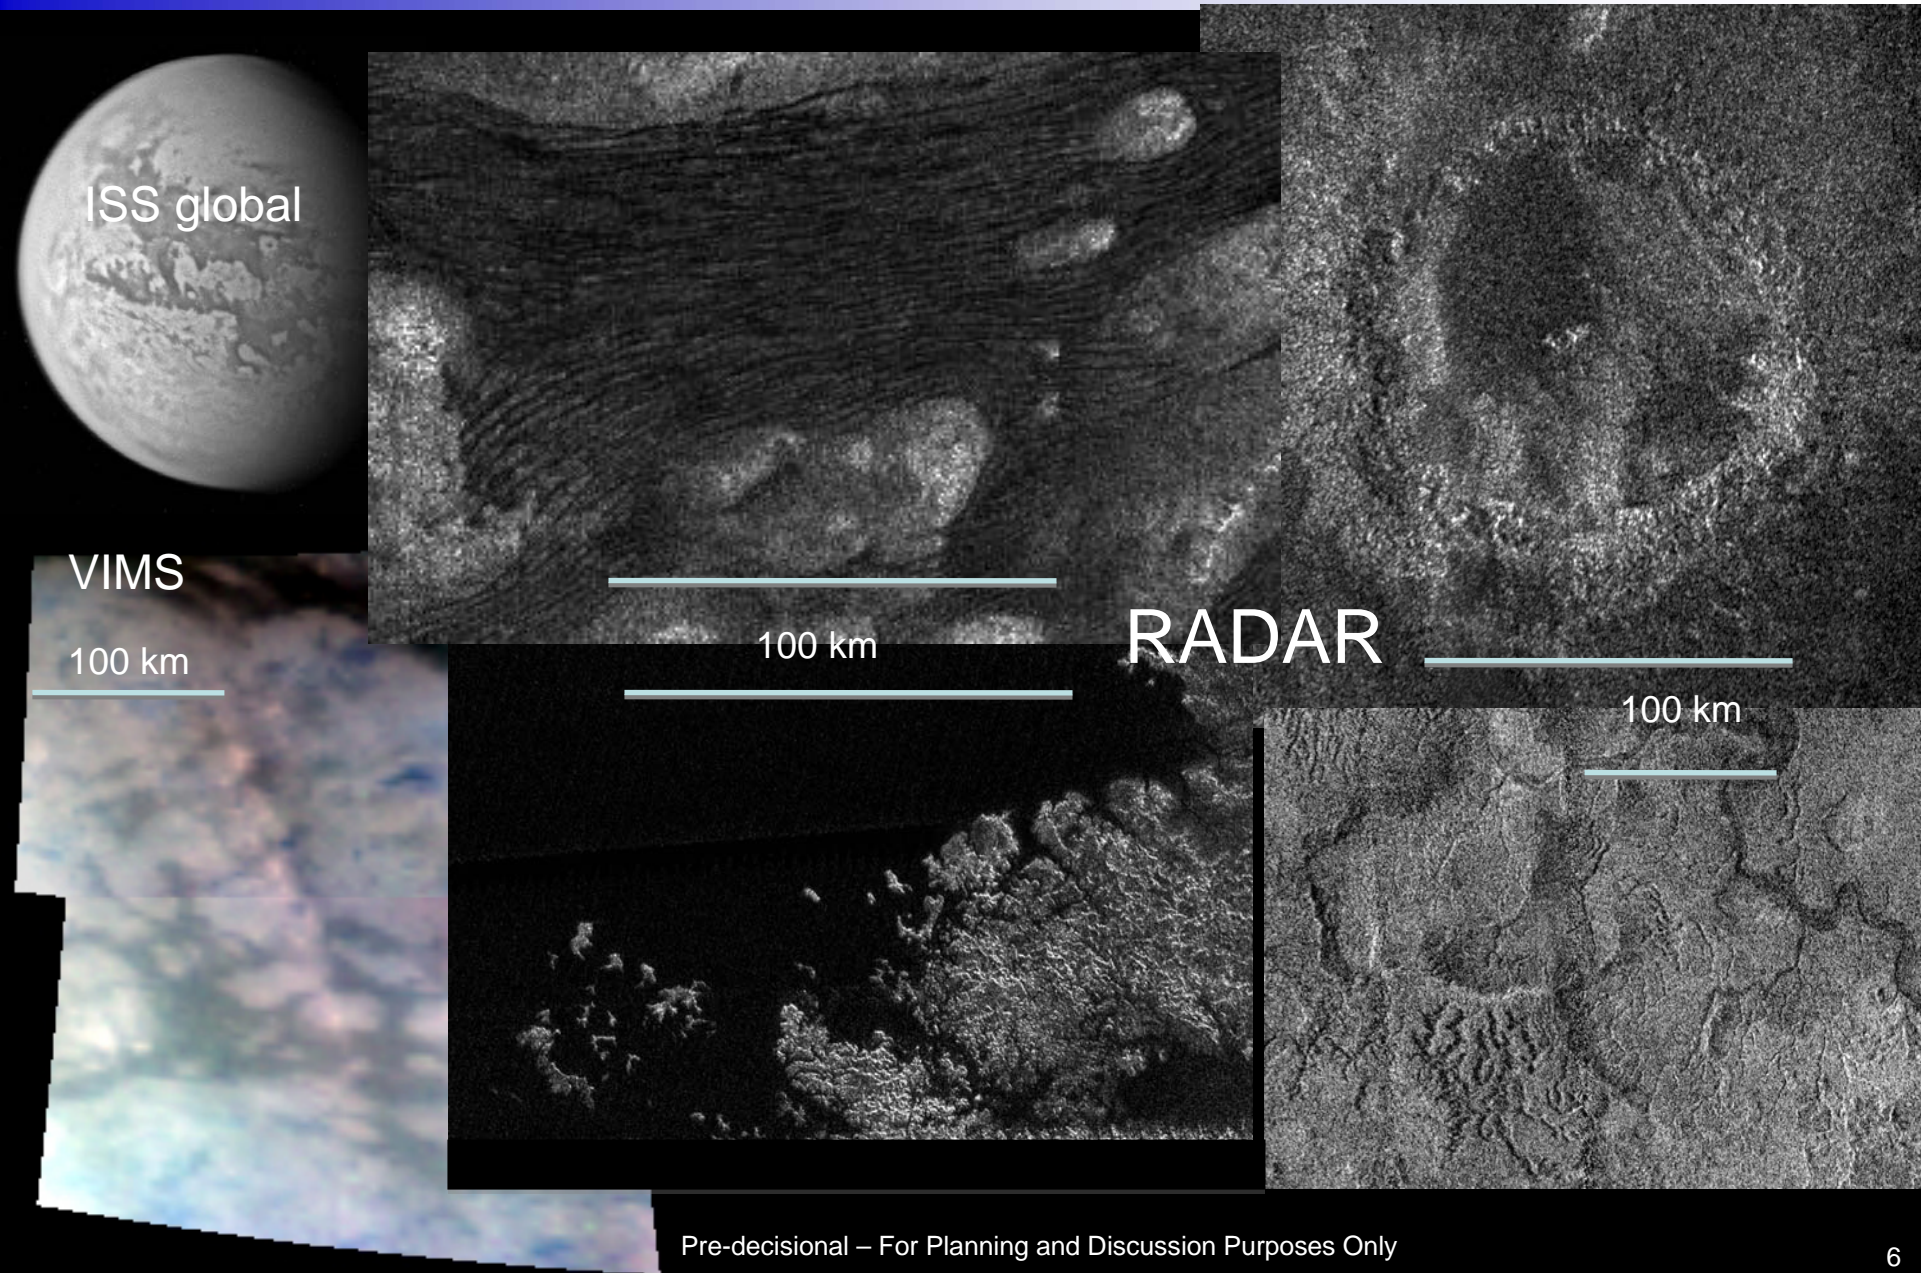 ISS global
VIMS
100 km
100 km
RADAR
100 km
Pre-decisional – For Planning and Discussion Purposes Only
6